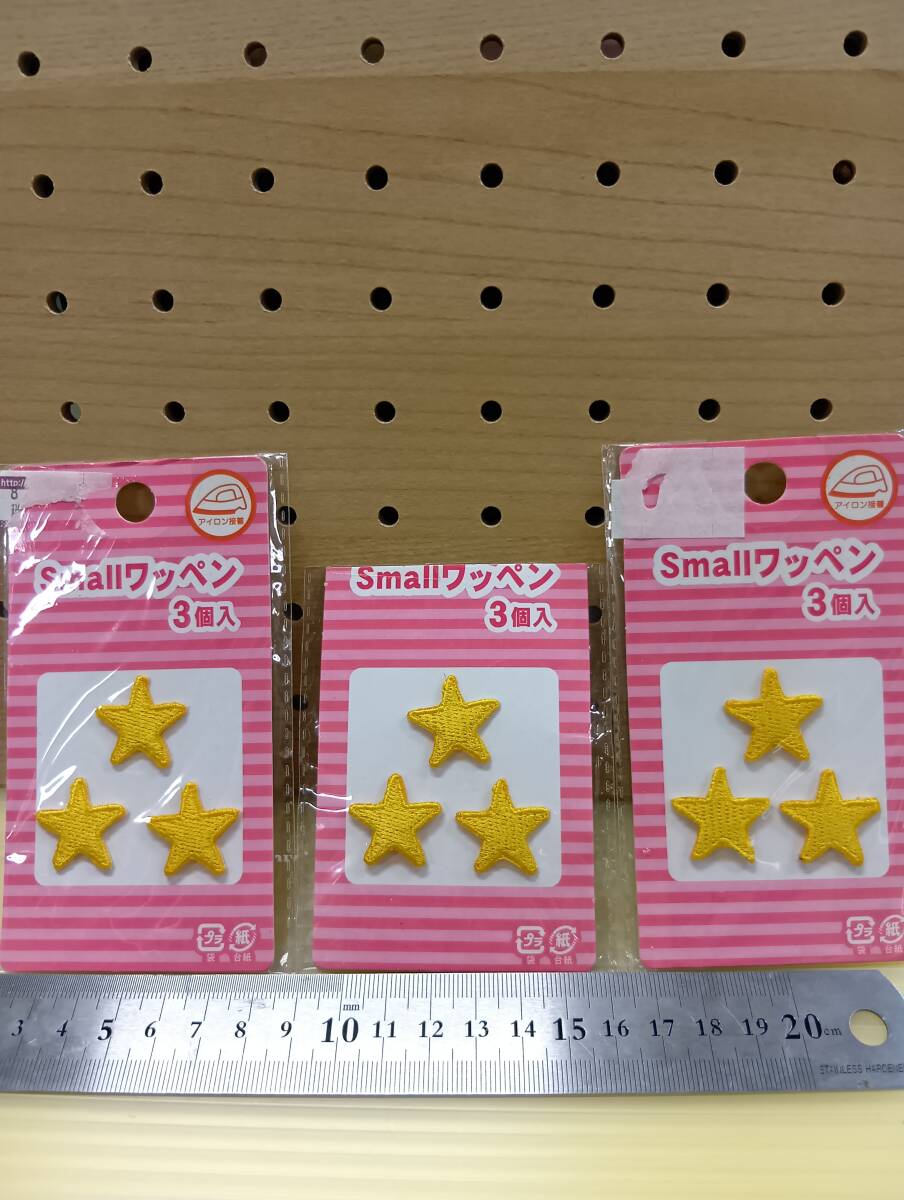 http://
アイロン接着
Smallワッペン
3個入
プラ
紙
袋
台紙
Smallワッペン
3個入
プラ
紙
袋
台紙
アイロン接着
Smallワッペン
3個入
プラ
紙
袋
台紙
mm
3 4 5 6 7 8 9 10 11 12 13 14 15 16 17 18 19 20cm
STAINLESS HARDENE